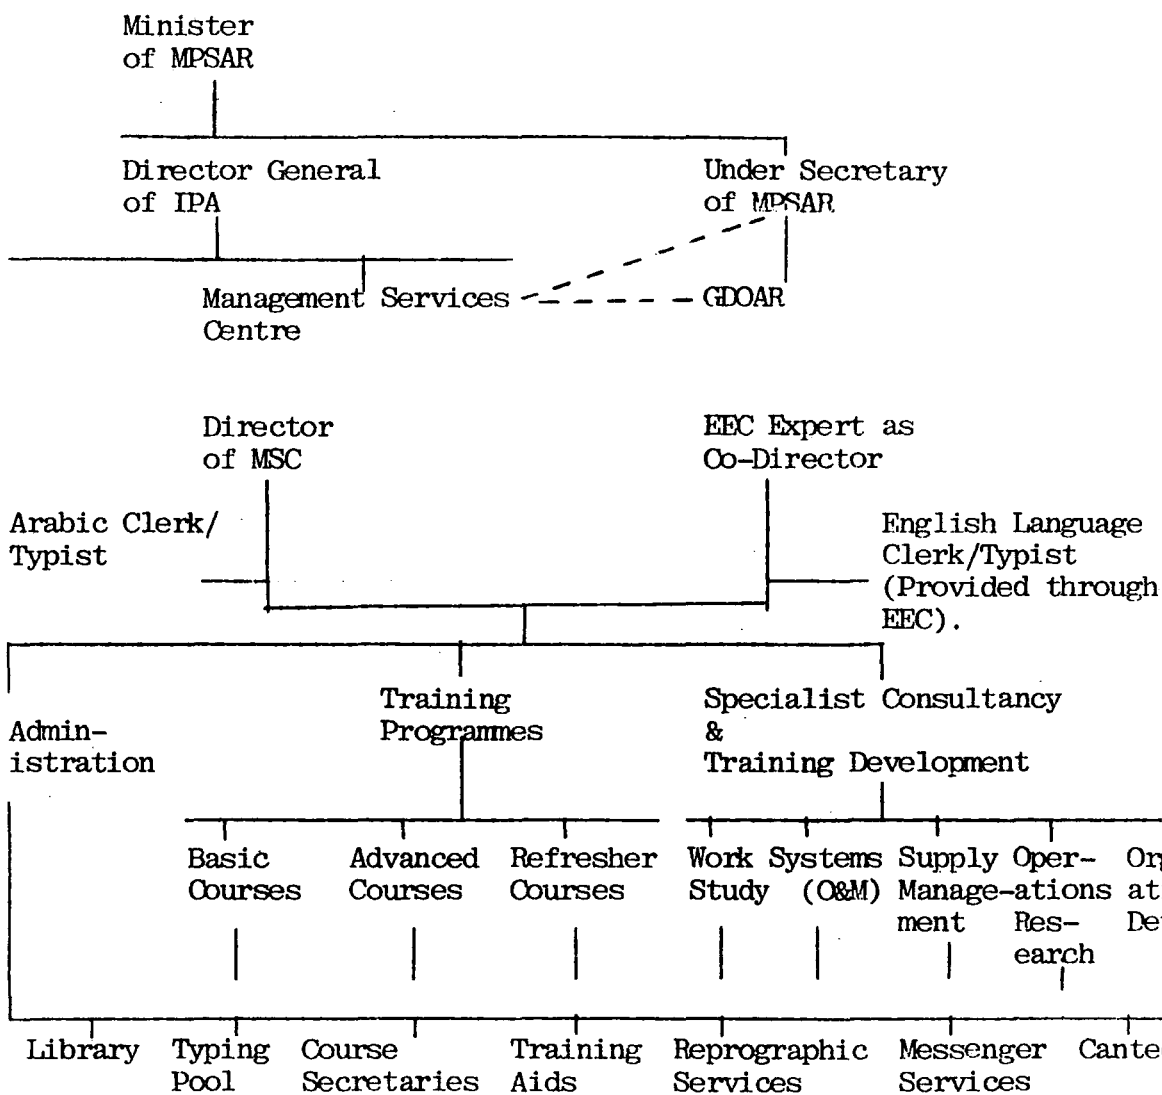 Minister
of MPSAR
Director General
of IPA
Under Secretary
of MPSAR
Management Services
Centre
GDOAR
Director
of MSC
EEC Expert as
Co-Director
Arabic Clerk/
Typist
English Language
Clerk/Typist
(Provided through
EEC).
Admin-
istration
Training
Programmes
Specialist Consultancy
&
Training Development
Basic
Courses
Advanced
Courses
Refresher
Courses
Work
Study
Systems
(O&M)
Supply
Manage-
ment
Oper-
ations
Res-
earch
Library
Typing
Pool
Course
Secretaries
Training
Aids
Reprographic
Services
Messenger
Services